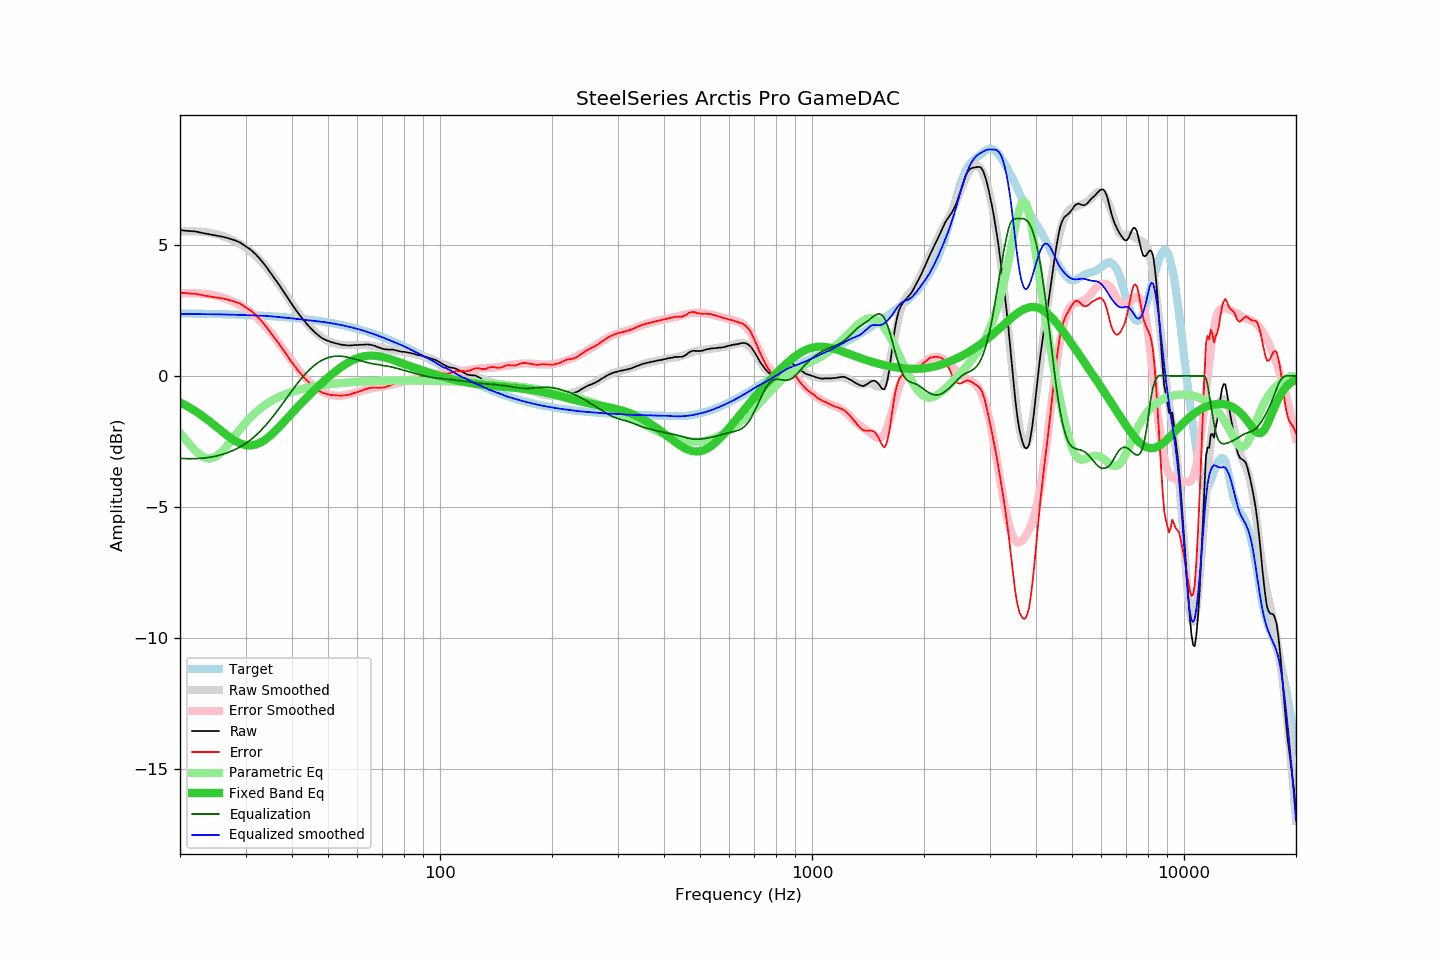 SteelSeries Arctis Pro GameDAC
5
0
−5
−10
−15
Amplitude (dBr)
100
1000
10000
Frequency (Hz)
Target
Raw Smoothed
Error Smoothed
Raw
Error
Parametric Eq
Fixed Band Eq
Equalization
Equalized smoothed